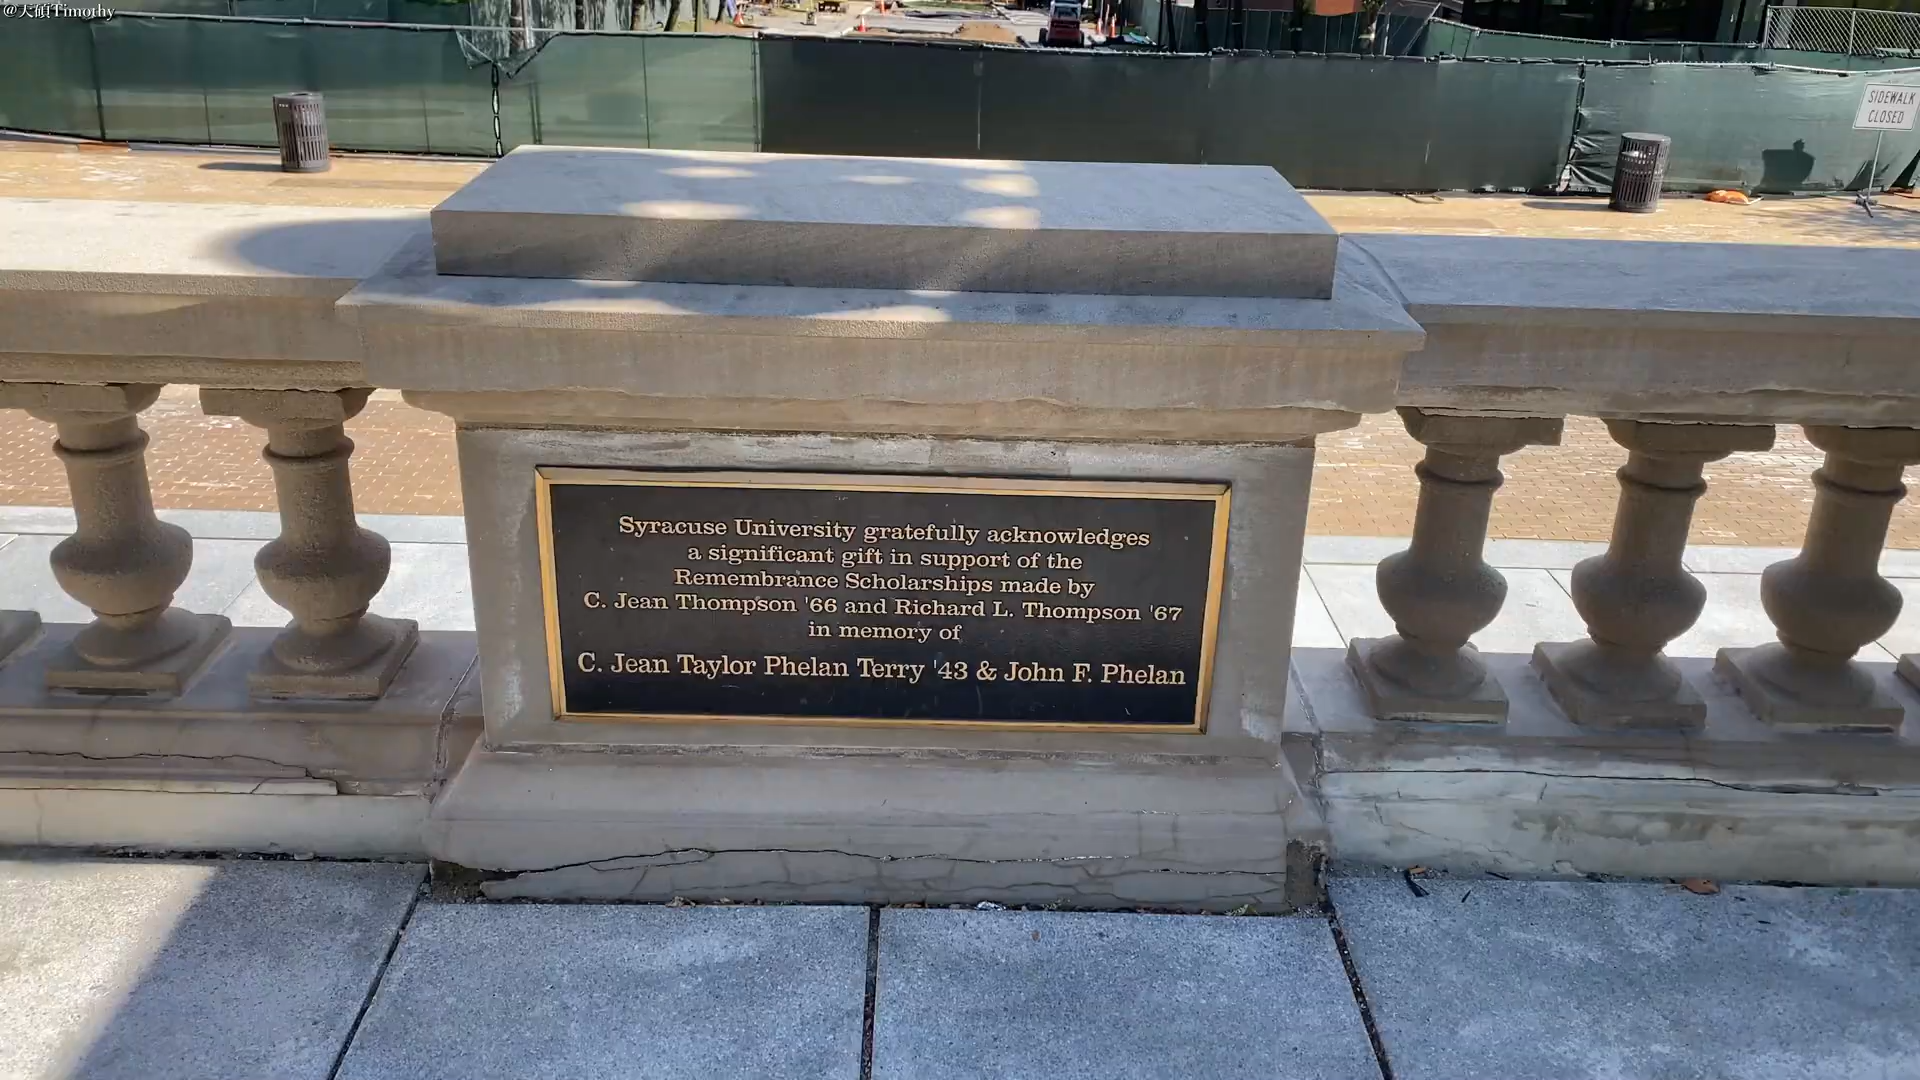 @天碩Timothy
SIDEWALK
CLOSED
Syracuse University gratefully acknowledges
a significant gift in support of the
Remembrance Scholarships made by
C. Jean Thompson '66 and Richard L. Thompson '67
in memory of
C. Jean Taylor Phelan Terry '43 & John F. Phelan